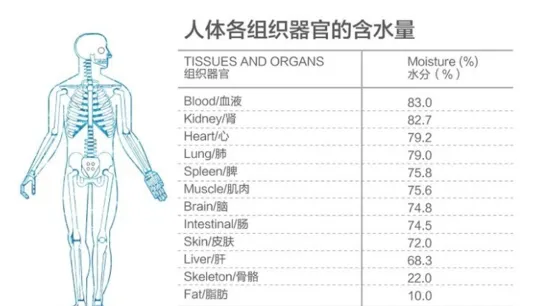 人体各组织器官的含水量
TISSUES AND ORGANS Moisture (%)
组织器官 水分（%）
Blood/血液 83.0
Kidney/肾 82.7
Heart/心 79.2
Lung/肺 79.0
Spleen/脾 75.8
Muscle/肌肉 75.6
Brain/脑 74.8
Intestinal/肠 74.5
Skin/皮肤 72.0
Liver/肝 68.3
Skeleton/骨骼 22.0
Fat/脂肪 10.0